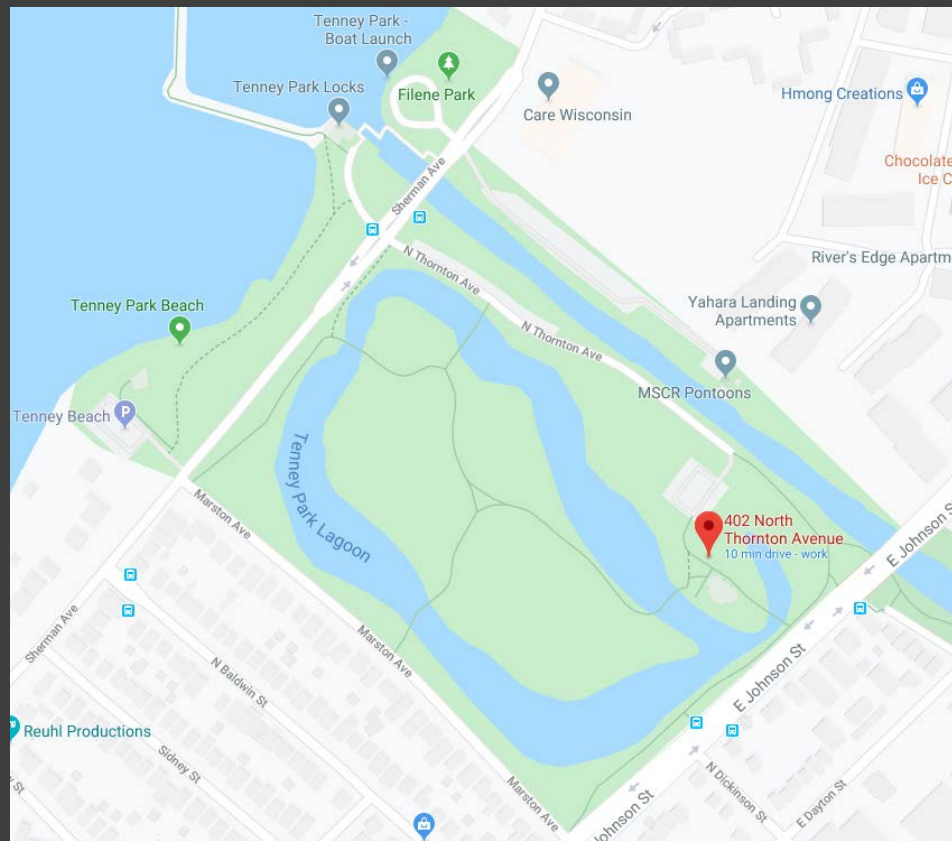 Tenney Park -
Boat Launch
Tenney Park Locks
Filene Park
Care Wisconsin
Hmong Creations
Chocolate
Ice C
Sherman Ave
N Thornton Ave
River's Edge Apartm
Tenney Park Beach
Yahara Landing
Apartments
N Thornton Ave
MSCR Pontoons
Tenney Beach
P
Tenney Park Lagoon
Marston Ave
402 North
Thornton Avenue
10 min drive - work
E Johnson St
Sherman Ave
Marston Ave
N Baldwin St
E Johnson St
Reuhl Productions
Sidney St
y St
Marston Ave
N Dickinson St
E Dayton St
Johnson St